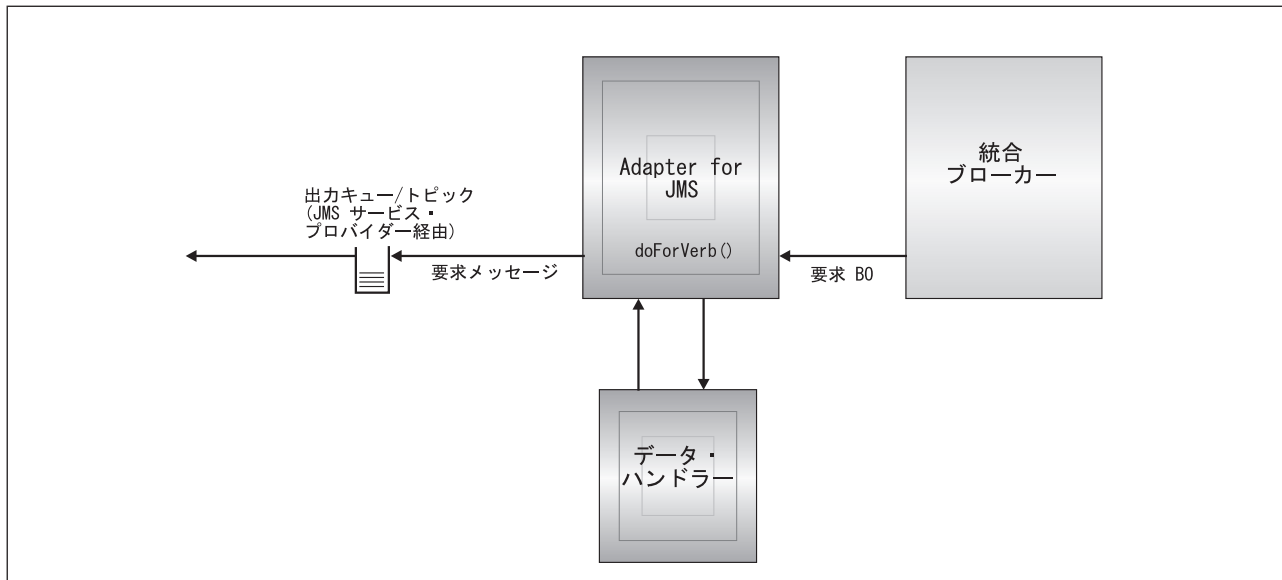 出力キュー/トピック
(JMS サービス・
プロバイダー経由)
要求メッセージ
Adapter for
JMS
doForVerb()
要求 BO
統合
ブローカー
データ・
ハンドラー